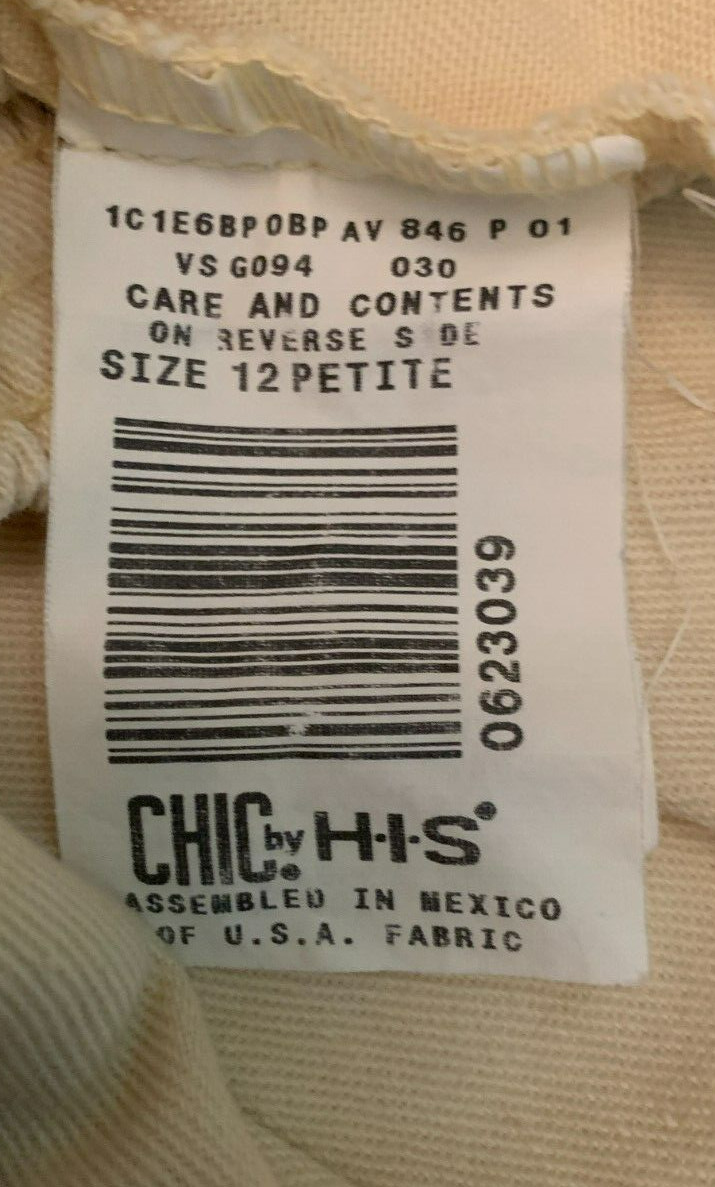 1C1E6BP0BP AV 846 P 01
VS G094 030
CARE AND CONTENTS
ON REVERSE S DE
SIZE 12 PETITE
0623039
CHIC. by H·I·S®
ASSEMBLED IN MEXICO
OF U.S.A. FABRIC